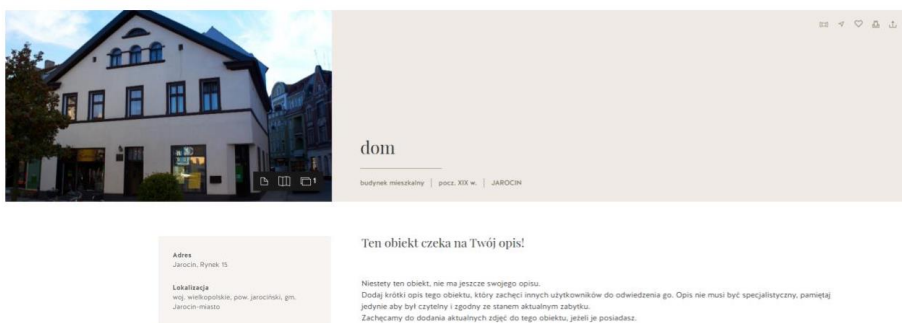 1
dom
budynek mieszkalny | pocz. XIX w. | JAROCIN
Ten obiekt czeka na Twój opis!
Adres
Jarocin, Rynek 15
Lokalizacja
woj. wielkopolskie, pow. jarociński, gm.
Jarocin-miasto
Niestety ten obiekt, nie ma jeszcze swojego opisu.
Dodaj krótki opis tego obiektu, który zachęci innych użytkowników do odwiedzenia go. Opis nie musi być specjalistyczny, pamiętaj
jedynie aby był czytelny i zgodny ze stanem aktualnym zabytku.
Zachęcamy do dodania aktualnych zdjęć do tego obiektu, jeżeli je posiadasz.